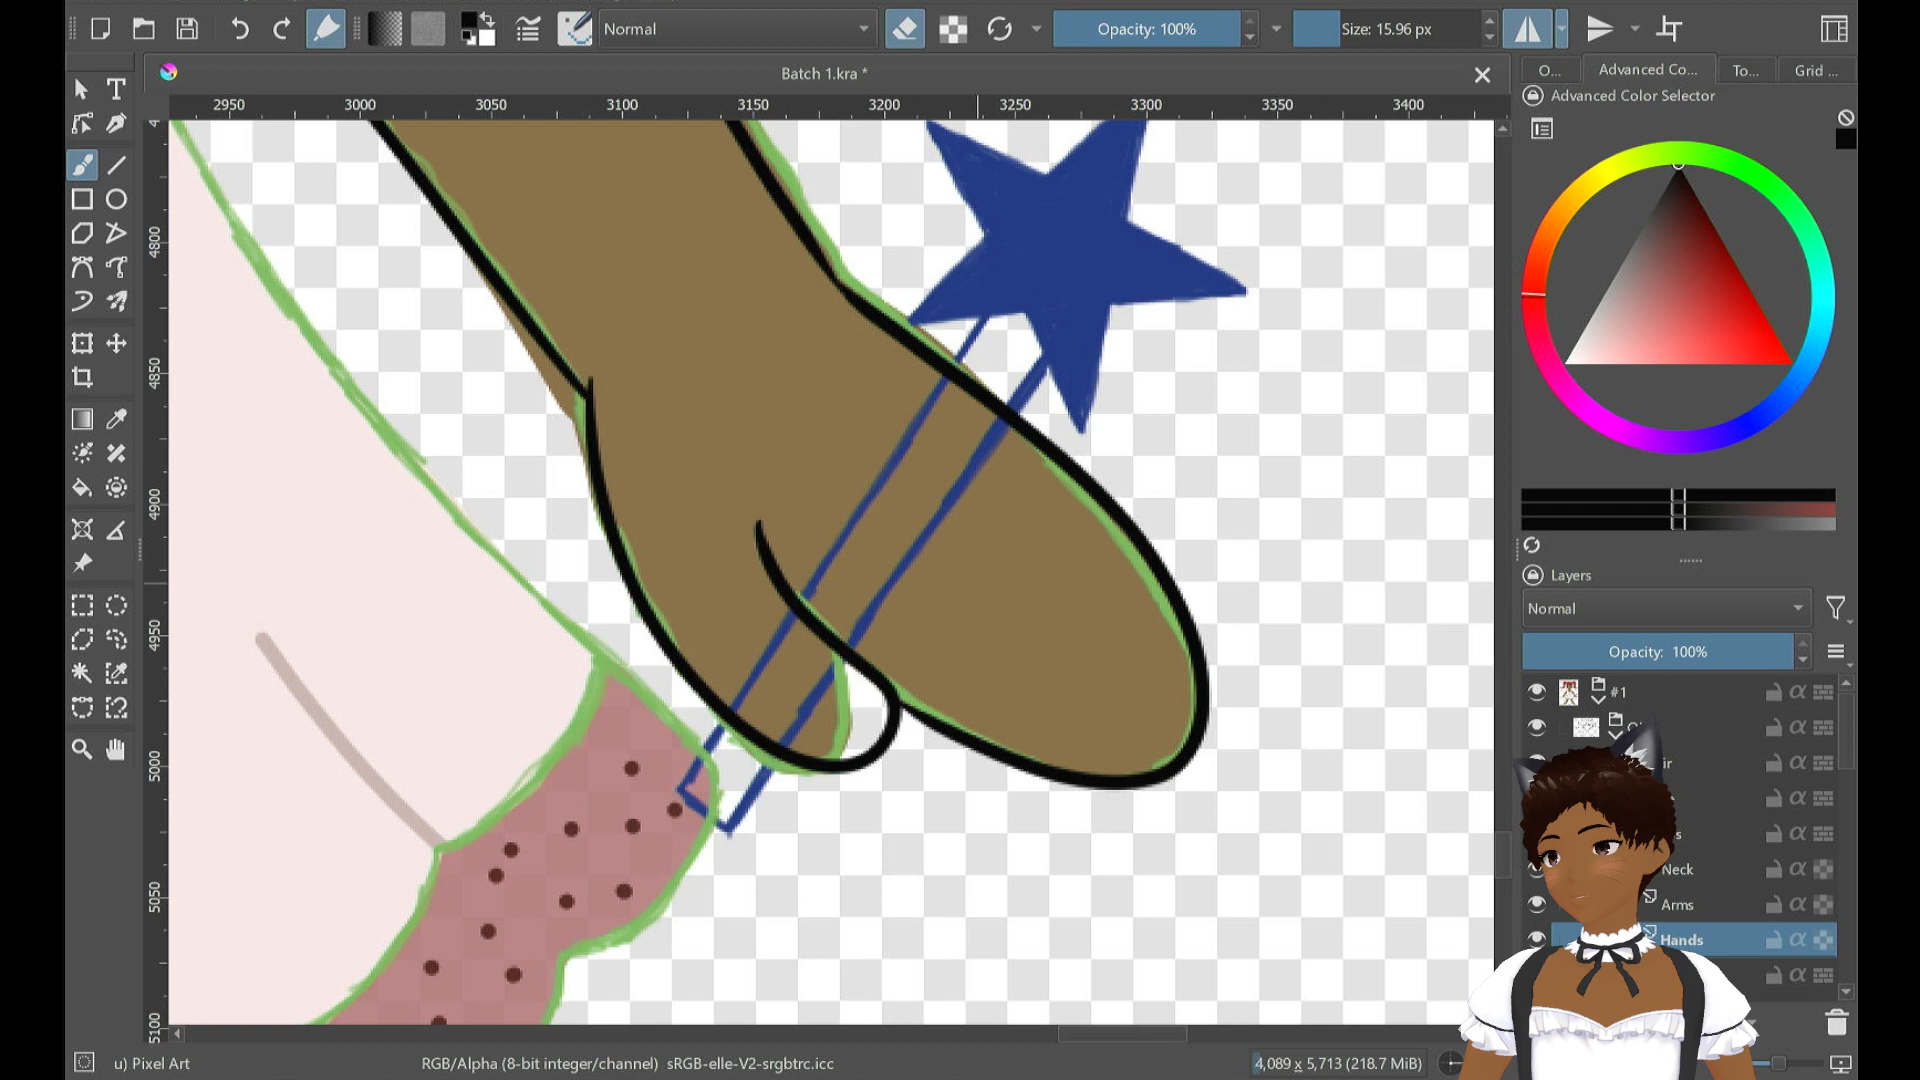 Normal
Opacity: 100%
Size: 15.96 px
Batch 1.kra *
O...
Advanced Co...
To...
Grid ...
Advanced Color Selector
2950
3000
3050
3100
3150
3200
3250
3300
3350
3400
4
4800
4850
4900
4950
5000
5050
5100
Layers
Normal
Opacity: 100%
#1
Neck
Arms
Hands
u) Pixel Art
RGB/Alpha (8-bit integer/channel) sRGB-elle-V2-srgbtrc.icc
4,089 x 5,713 (218.7 MiB)